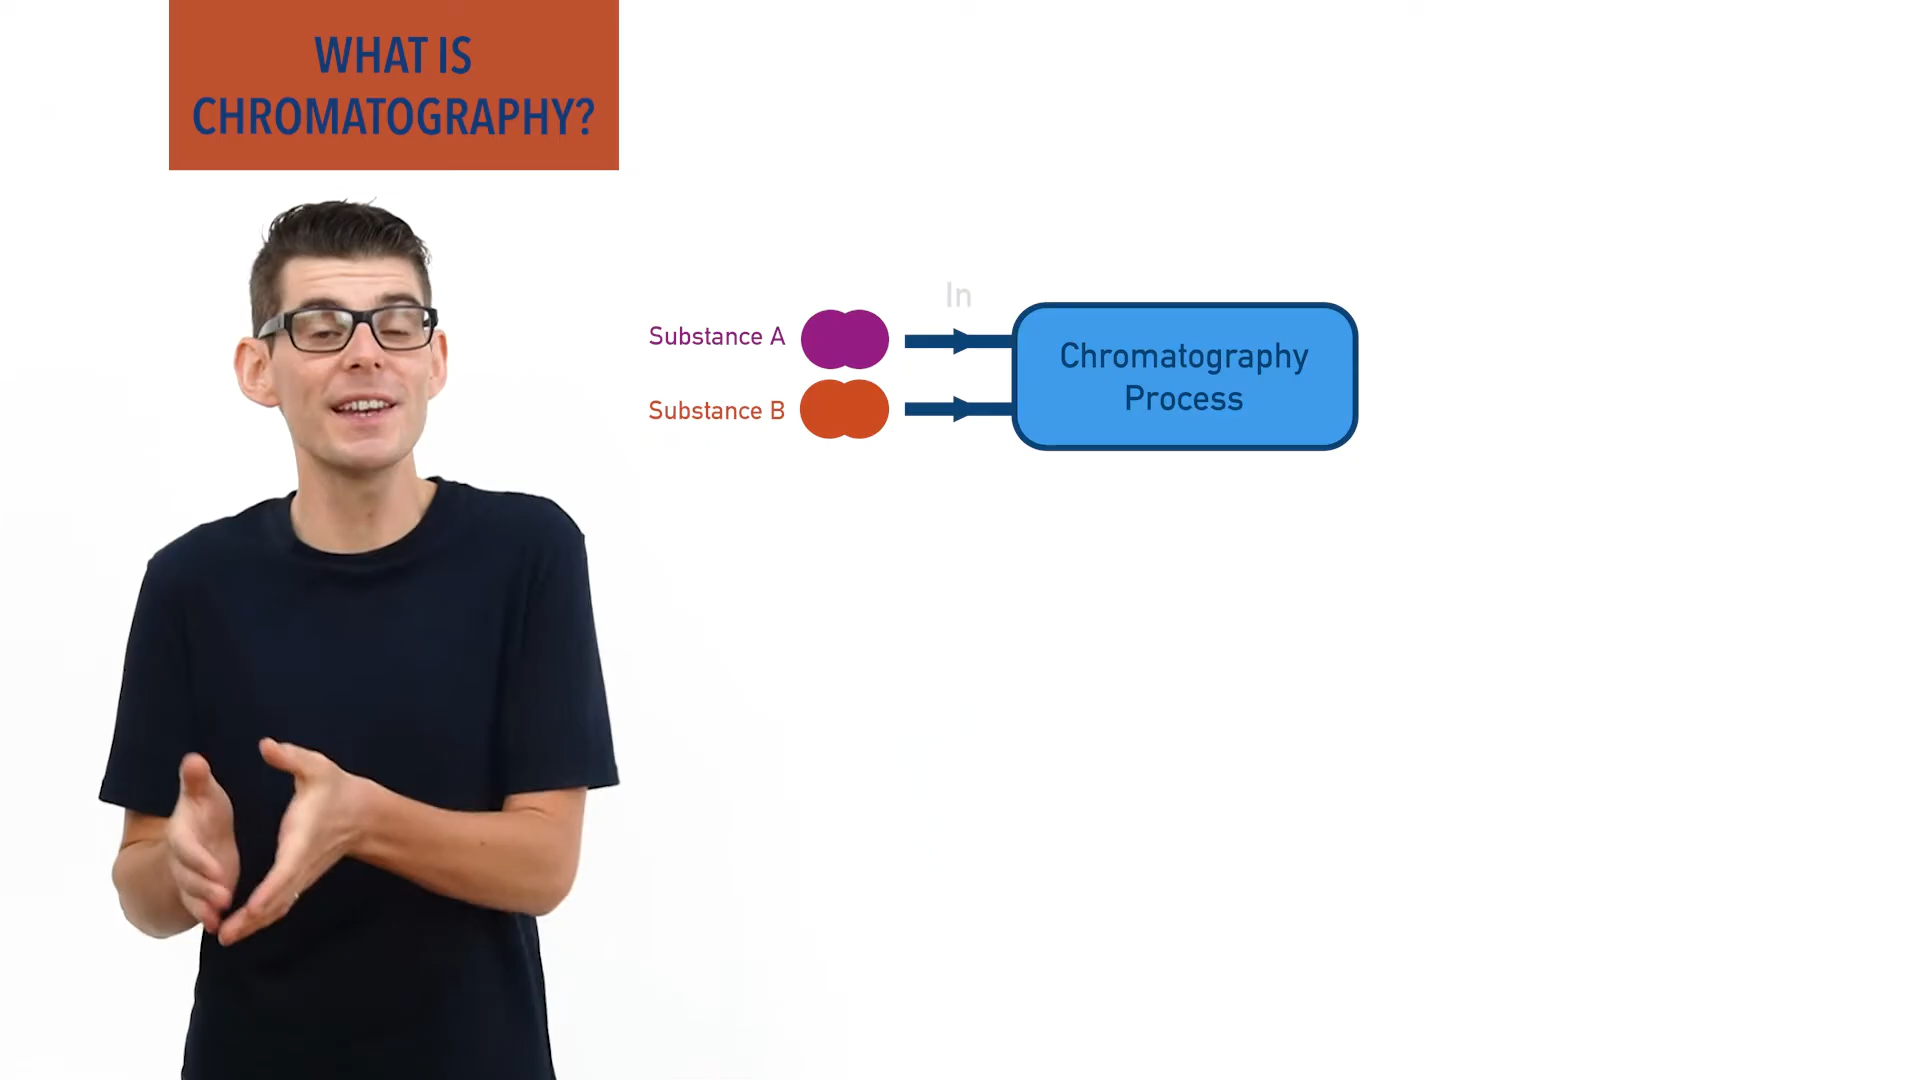 WHAT IS
CHROMATOGRAPHY?
In
Substance A
Substance B
Chromatography
Process